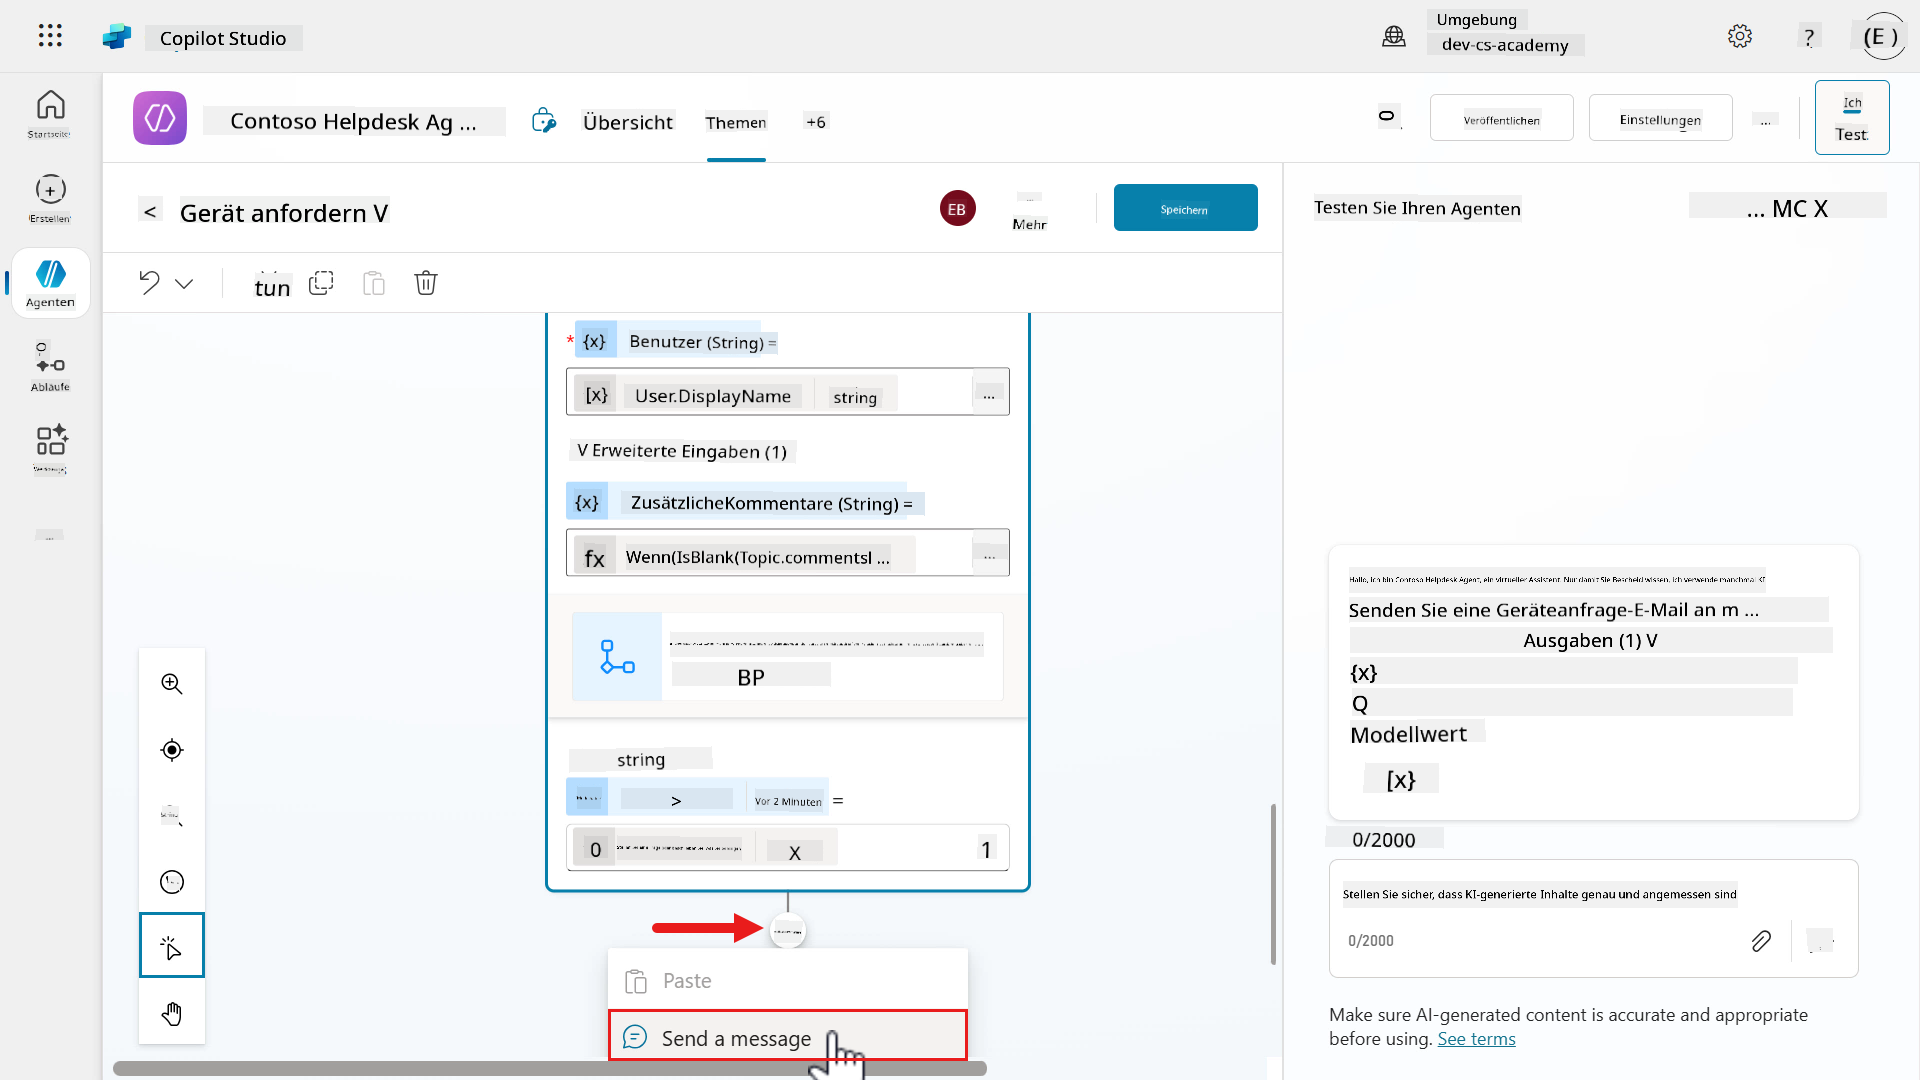 Copilot Studio
Umgebung
dev-cs-academy
?
(E )
Startseite
Erstellen
Agenten
Abläufe
Contoso Helpdesk Ag ...
Übersicht
Themen
+6
Veröffentlichen
Einstellungen
...
Ich
Test
< Gerät anfordern V
EB
...
Mehr
Speichern
tun
* {x} Benutzer (String) =
[x} User.DisplayName string ...
V Erweiterte Eingaben (1)
{x} ZusätzlicheKommentare (String) =
fx Wenn(IsBlank(Topic.commentsl ... ...
BP
string
> Vor 2 Minuten =
0 X 1
Paste
Send a message
Testen Sie Ihren Agenten
... MC X
Hallo, ich bin Contoso Helpdesk Agent, ein virtueller Assistent. Nur damit Sie Bescheid wissen, ich verwende manchmal KI
Senden Sie eine Geräteanfrage-E-Mail an m ...
Ausgaben (1) V
{x}
Q
Modellwert
[x}
0/2000
Stellen Sie sicher, dass KI-generierte Inhalte genau und angemessen sind
0/2000
Make sure AI-generated content is accurate and appropriate
before using. See terms